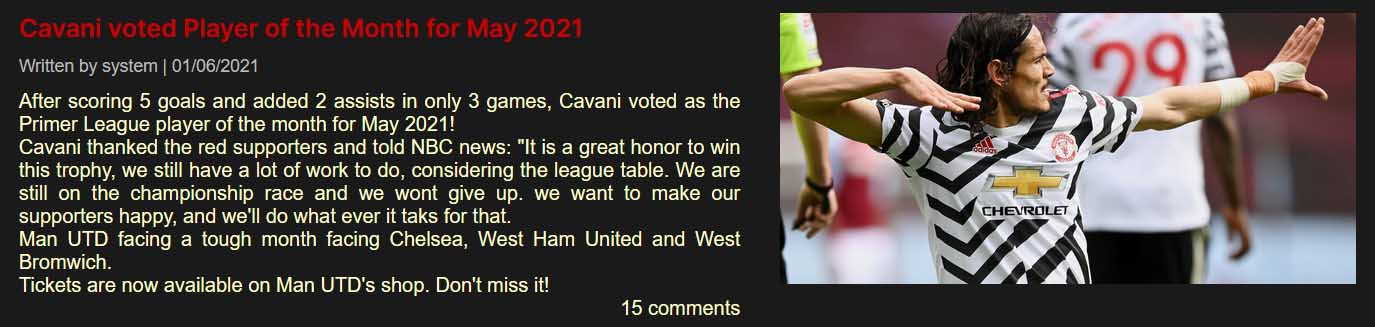 Cavani voted Player of the Month for May 2021
Written by system | 01/06/2021
After scoring 5 goals and added 2 assists in only 3 games, Cavani voted as the
Primer League player of the month for May 2021!
Cavani thanked the red supporters and told NBC news: "It is a great honor to win
this trophy, we still have a lot of work to do, considering the league table. We are
still on the championship race and we wont give up. we want to make our
supporters happy, and we'll do what ever it taks for that.
Man UTD facing a tough month facing Chelsea, West Ham United and West
Bromwich.
Tickets are now available on Man UTD's shop. Don't miss it!
15 comments
29
adidas
CHEVROLET